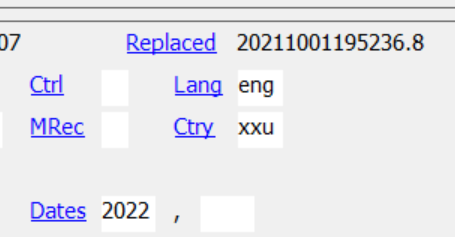 07 Replaced 20211001195236.8
Ctrl Lang eng
MRec Ctry xxu
Dates 2022 ,